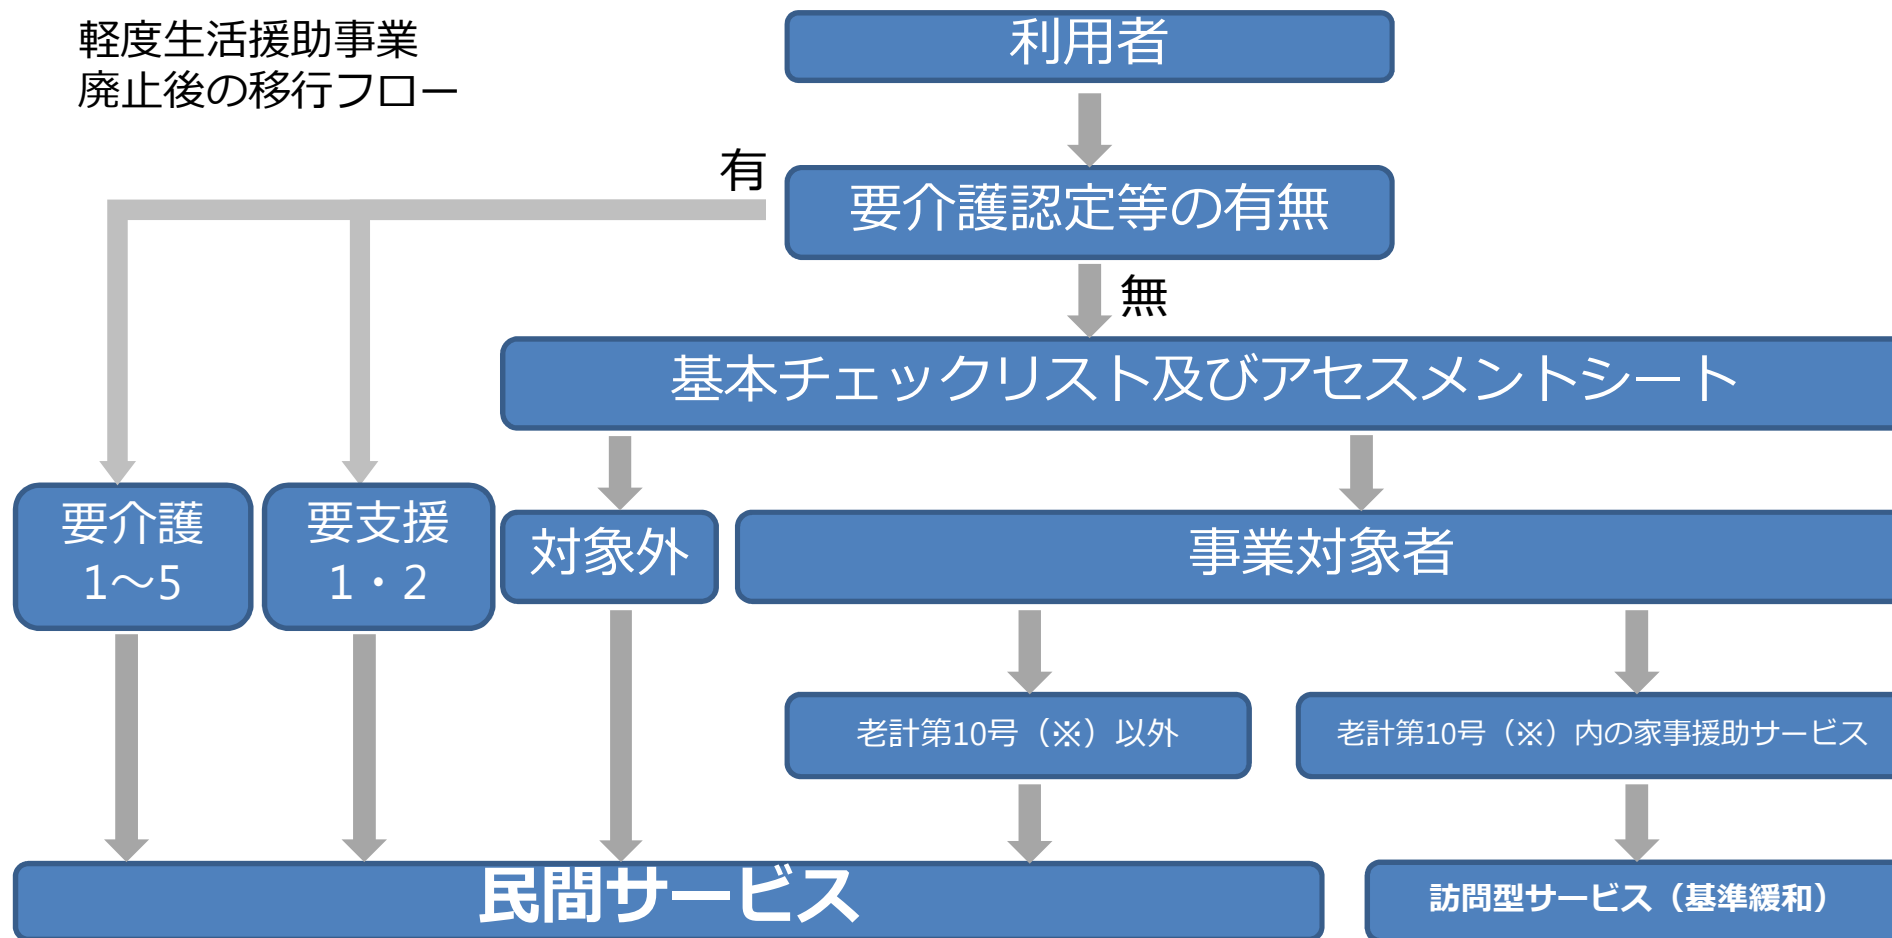 軽度生活援助事業
廃止後の移行フロー
利用者
有
要介護認定等の有無
無
基本チェックリスト及びアセスメントシート
要介護
1～5
要支援
1・2
対象外
事業対象者
老計第10号（※）以外
老計第10号（※）内の家事援助サービス
民間サービス
訪問型サービス（基準緩和）